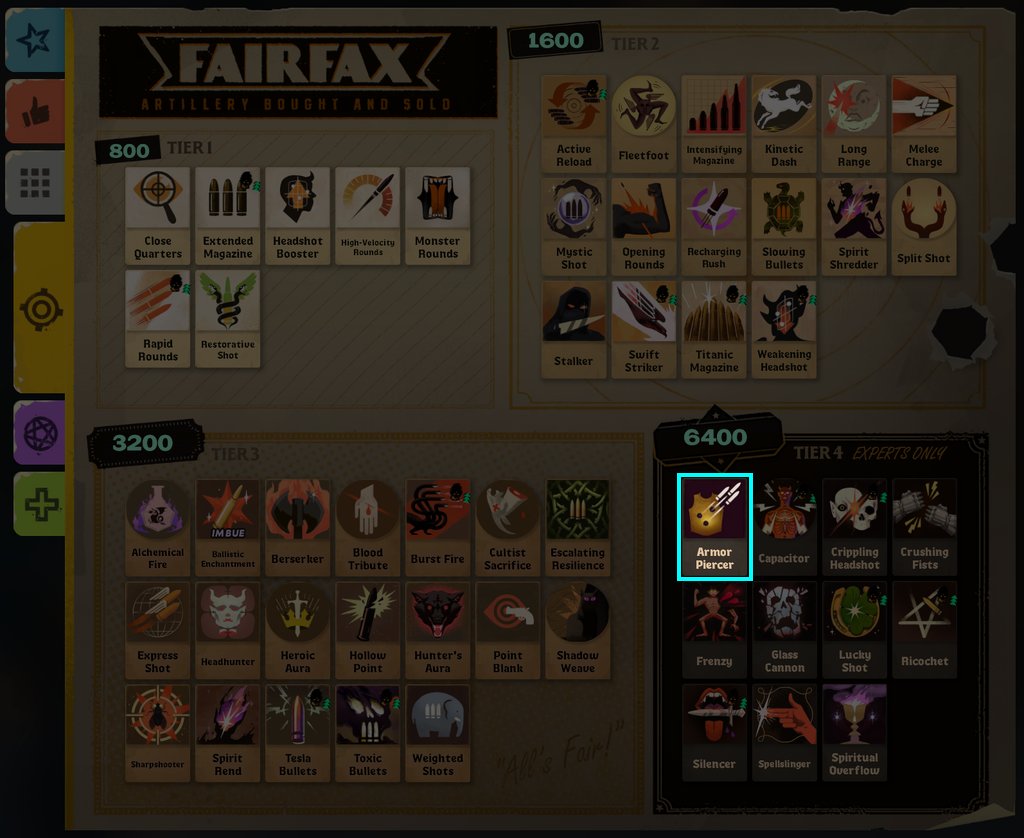 FAIRFAX
ARTILLERY BOUGHT AND SOLD
800 TIER 1
Close
Quarters
Extended
Magazine
Headshot
Booster
High-Velocity
Rounds
Monster
Rounds
Rapid
Rounds
Restorative
Shot
1600 TIER 2
Active
Reload
Fleetfoot
Intensifying
Magazine
Kinetic
Dash
Long
Range
Melee
Charge
Mystic
Shot
Opening
Rounds
Recharging
Rush
Slowing
Bullets
Spirit
Shredder
Split Shot
Stalker
Swift
Striker
Titanic
Magazine
Weakening
Headshot
3200 TIER 3
Alchemical
Fire
IMBUE
Ballistic
Enchantment
Berserker
Blood
Tribute
Burst Fire
Cultist
Sacrifice
Escalating
Resilience
Express
Shot
Headhunter
Heroic
Aura
Hollow
Point
Hunter's
Aura
Point
Blank
Shadow
Weave
Sharpshooter
Spirit
Rend
Tesla
Bullets
Toxic
Bullets
Weighted
Shots
"All's Fair!"
6400 TIER 4 EXPERTS ONLY
Armor
Piercer
Capacitor
Crippling
Headshot
Crushing
Fists
Frenzy
Glass
Cannon
Lucky
Shot
Ricochet
Silencer
Spellslinger
Spiritual
Overflow